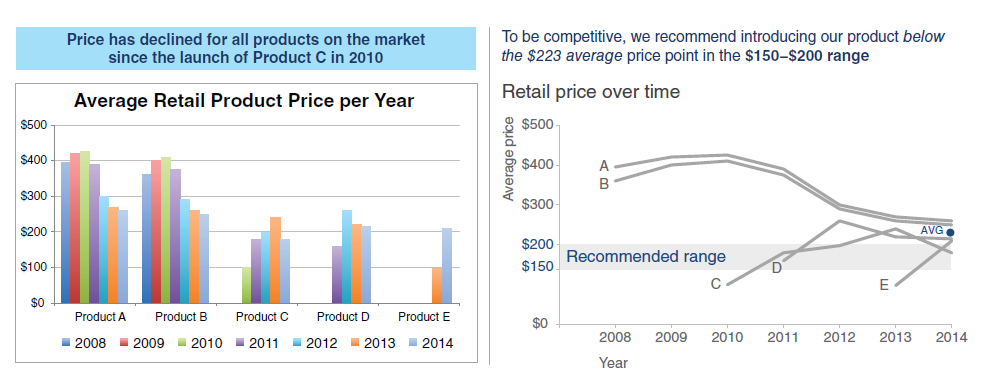 Price has declined for all products on the market
since the launch of Product C in 2010
Average Retail Product Price per Year
$500
$400
$300
$200
$100
$0
Product A
Product B
Product C
Product D
Product E
2008
2009
2010
2011
2012
2013
2014
To be competitive, we recommend introducing our product below
the $223 average price point in the $150–$200 range
Retail price over time
Average price
$500
$400
$300
$200
$150
$0
A
B
C
D
E
AVG
Recommended range
2008
2009
2010
2011
2012
2013
2014
Year